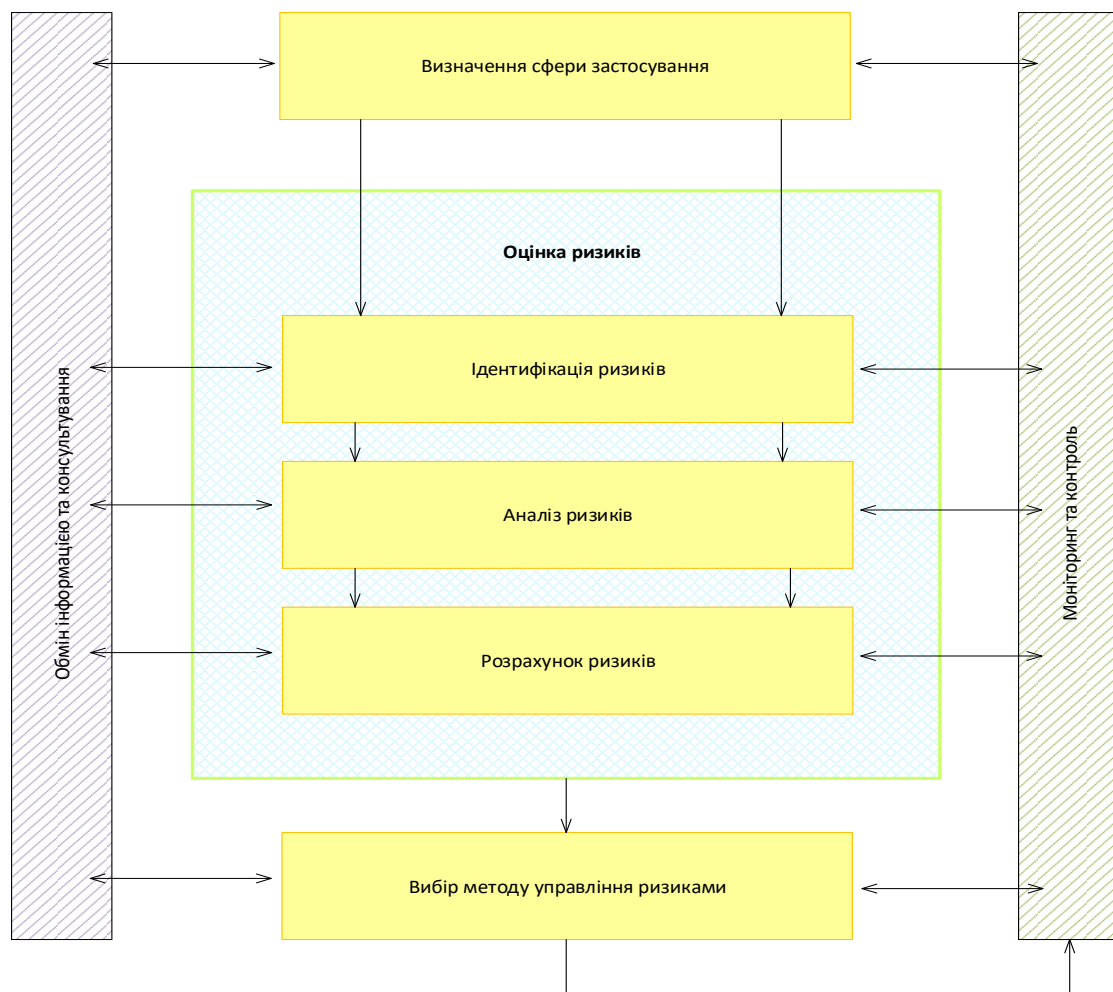 Визначення сфери застосування
Оцінка ризиків
Ідентифікація ризиків
Аналіз ризиків
Розрахунок ризиків
Вибір методу управління ризиками
Обмін інформацією та консультування
Моніторинг та контроль